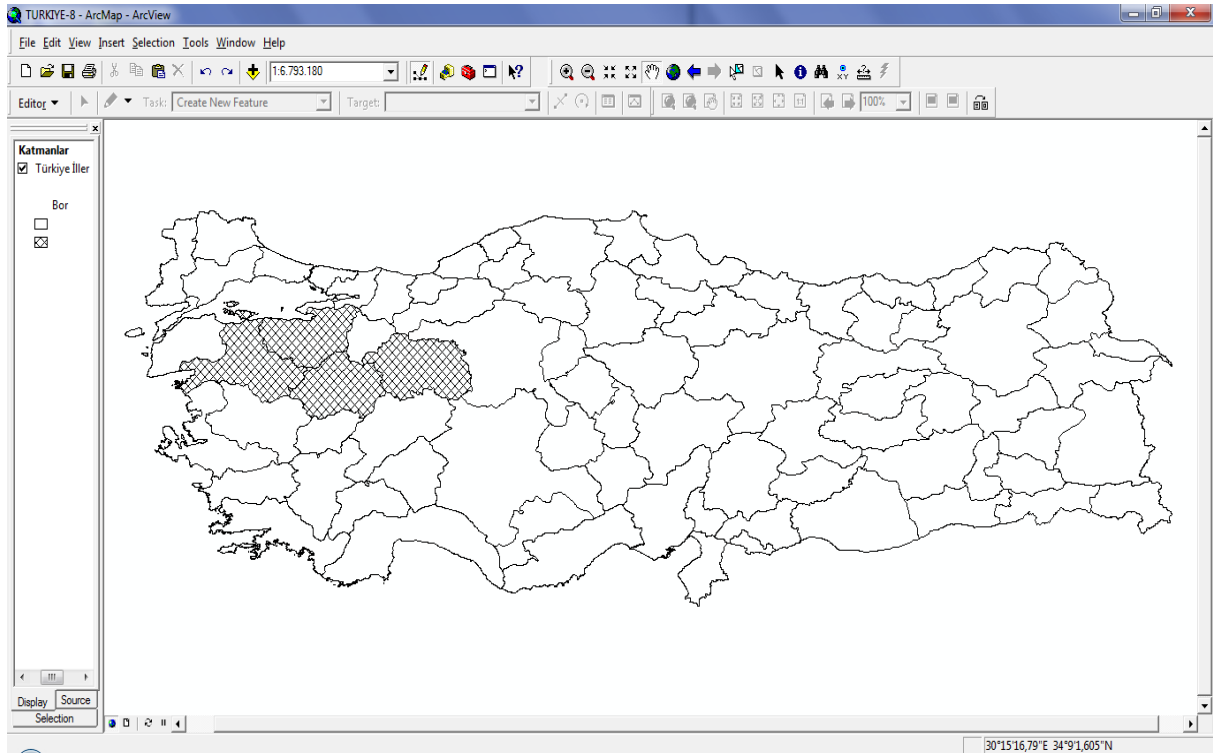 TURKIYE-8 - ArcMap - ArcView
File Edit View Insert Selection Tools Window Help
1:6.793.180
Editor Task: Create New Feature Target: 100%
Katmanlar
Türkiye İller
Bor
Display Source
Selection
30°15'16,79"E 34°9'1,605"N